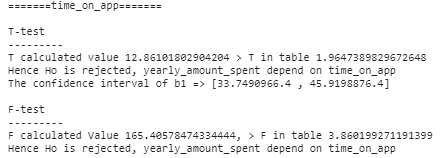 =======time_on_app=======
T-test
---------
T calculated value 12.86101802904204 > T in table 1.9647389829672648
Hence Ho is rejected, yearly_amount_spent depend on time_on_app
The confidence interval of b1 => [33.7490966.4 , 45.9198876.4]
F-test
---------
F calculated Value 165.40578474334444, > F in table 3.860199271191399
Hence Ho is rejected, yearly_amount_spent depend on time_on_app